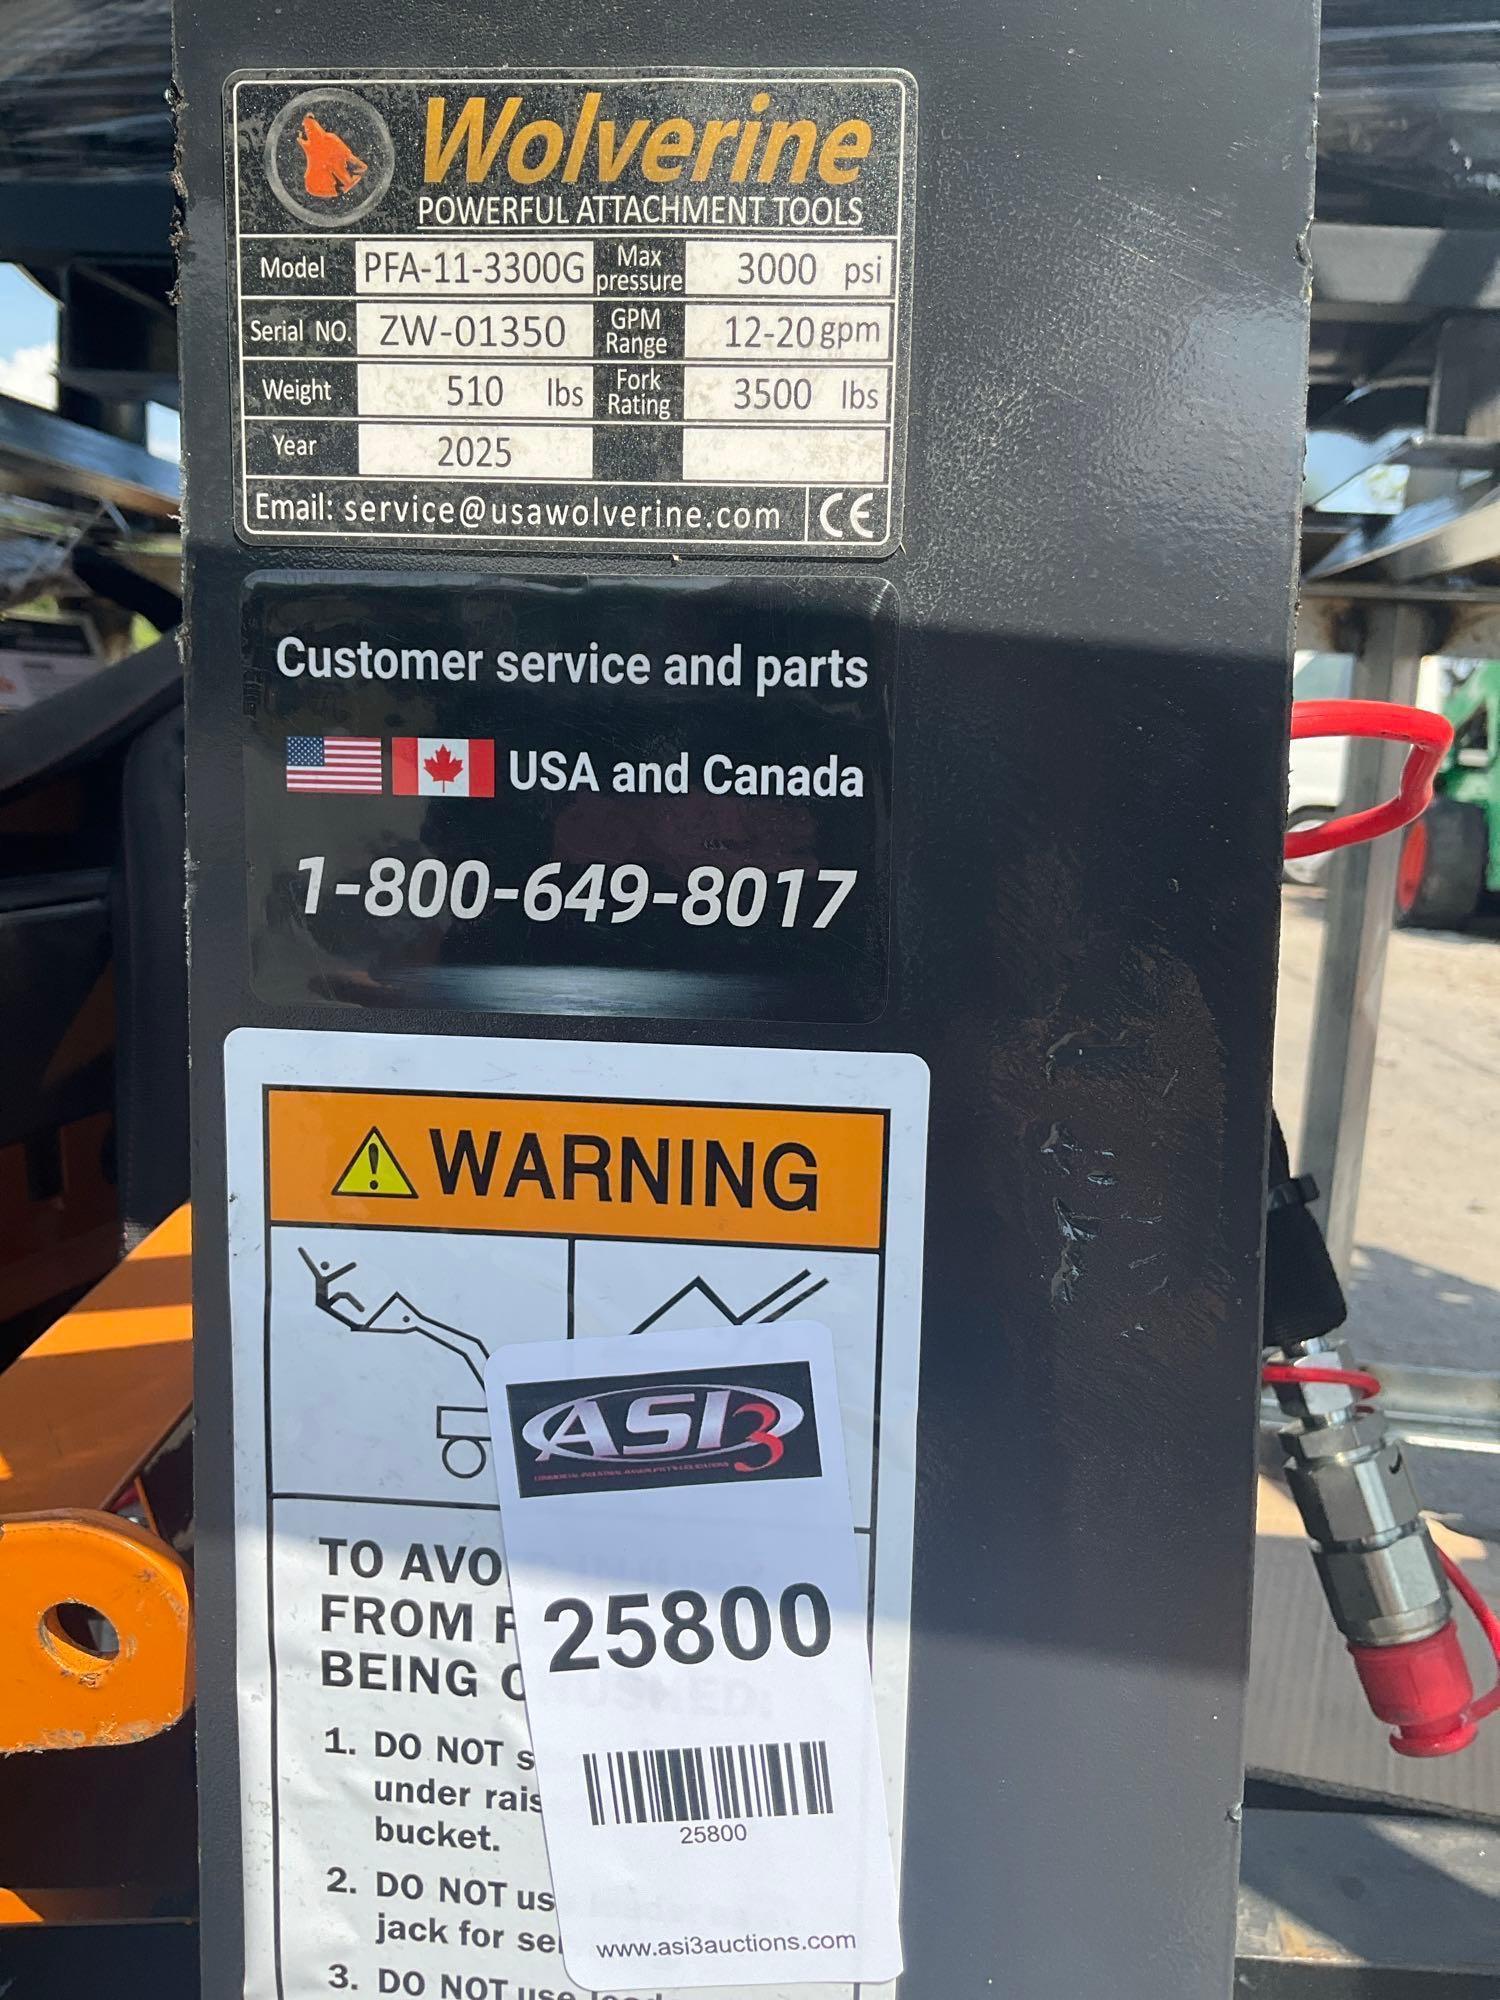 Wolverine
POWERFUL ATTACHMENT TOOLS
Model PFA-11-3300G Max pressure 3000 psi
Serial NO. ZW-01350 GPM Range 12-20 gpm
Weight 510 lbs Fork Rating 3500 lbs
Year 2025
Email: service@usawolverine.com CE
Customer service and parts
USA and Canada
1-800-649-8017
WARNING
TO AVO
FROM
BEING
1. DO NOT
under
bucket.
2. DO NOT
jack for
3. DO NOT use
ASI3
25800
25800
www.asi3auctions.com